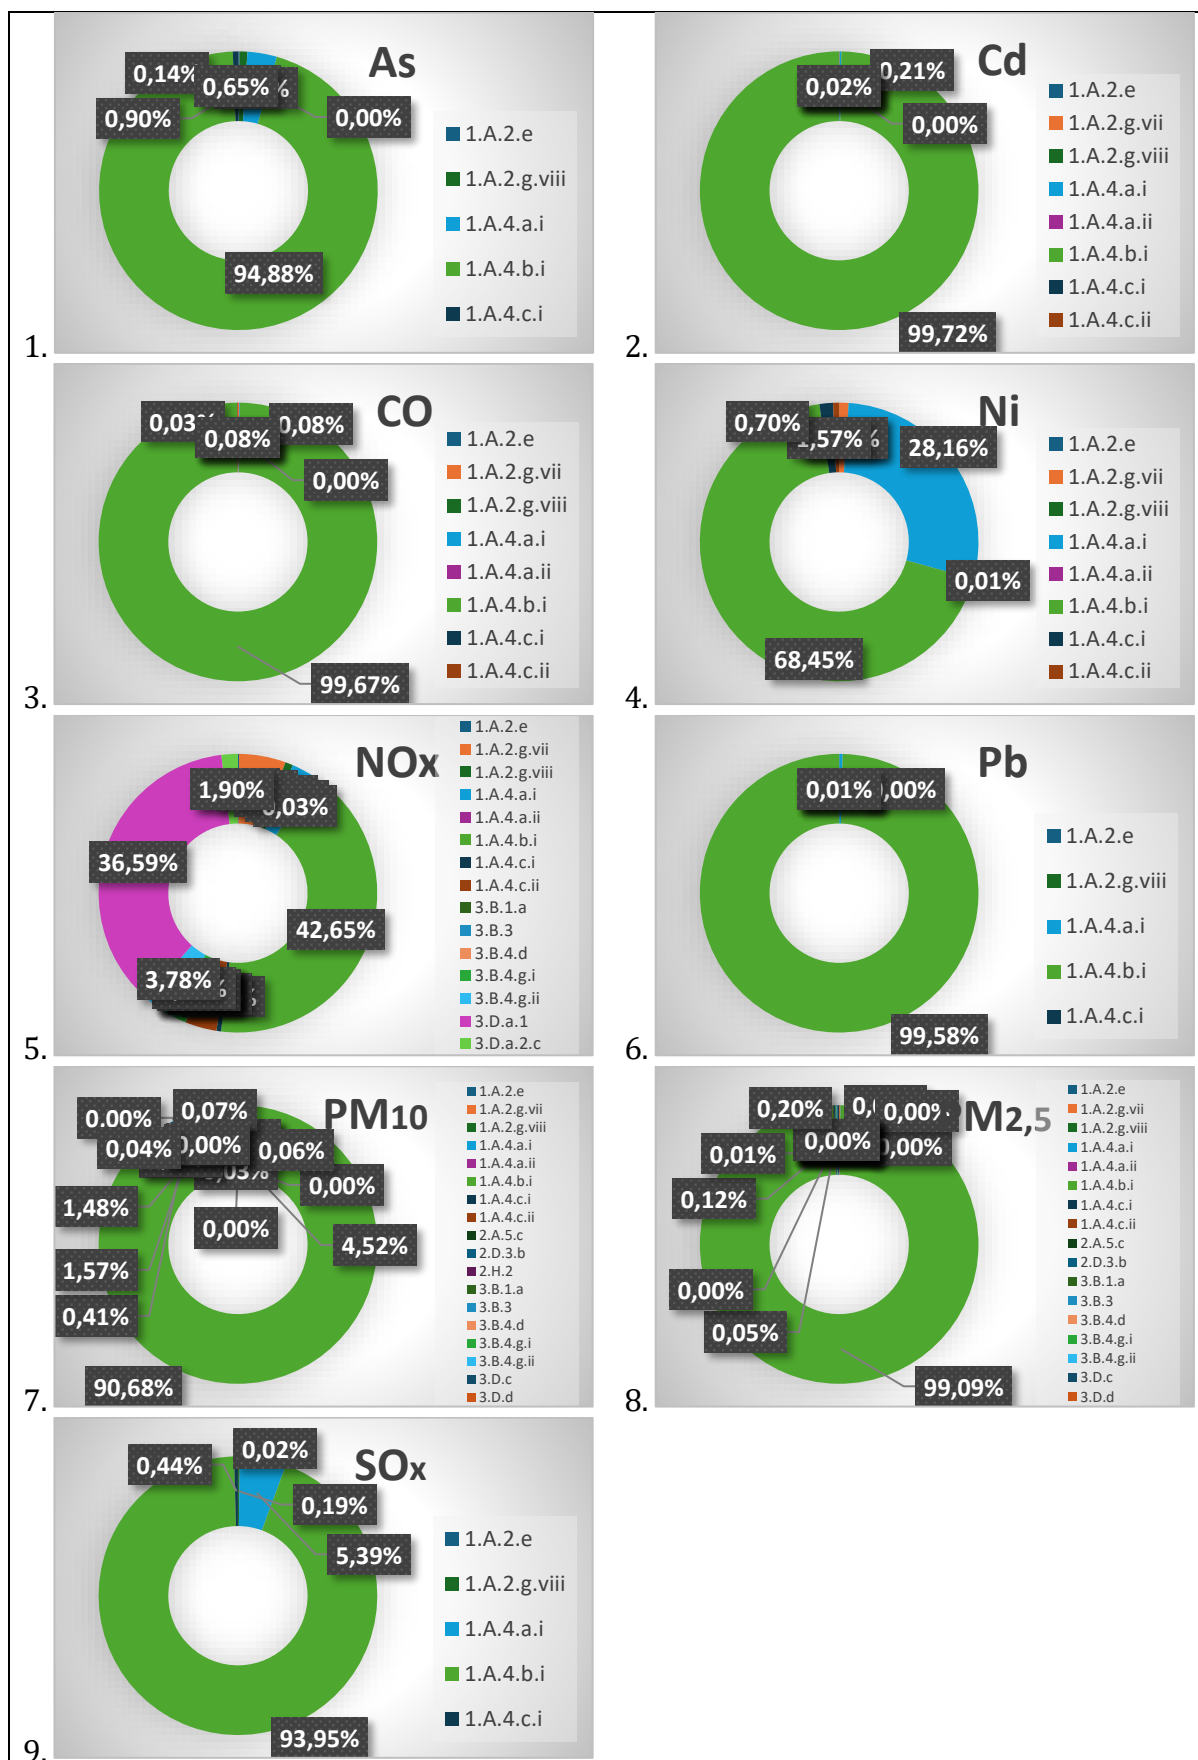 As
0,14%
0,65%
0,90%
0,00%
94,88%
1.A.2.e
1.A.2.g.viii
1.A.4.a.i
1.A.4.b.i
1.A.4.c.i
1.
Cd
0,21%
0,02%
0,00%
99,72%
1.A.2.e
1.A.2.g.vii
1.A.2.g.viii
1.A.4.a.i
1.A.4.a.ii
1.A.4.b.i
1.A.4.c.i
1.A.4.c.ii
2.
CO
0,03%
0,08%
0,08%
0,00%
99,67%
1.A.2.e
1.A.2.g.vii
1.A.2.g.viii
1.A.4.a.i
1.A.4.a.ii
1.A.4.b.i
1.A.4.c.i
1.A.4.c.ii
3.
Ni
0,70%
1,57%
28,16%
0,01%
68,45%
1.A.2.e
1.A.2.g.vii
1.A.2.g.viii
1.A.4.a.i
1.A.4.a.ii
1.A.4.b.i
1.A.4.c.i
1.A.4.c.ii
4.
NOx
1,90%
0,03%
36,59%
42,65%
3,78%
1.A.2.e
1.A.2.g.vii
1.A.2.g.viii
1.A.4.a.i
1.A.4.a.ii
1.A.4.b.i
1.A.4.c.i
1.A.4.c.ii
3.B.1.a
3.B.3
3.B.4.d
3.B.4.g.i
3.B.4.g.ii
3.D.a.1
3.D.a.2.c
5.
Pb
0,01%
0,00%
99,58%
1.A.2.e
1.A.2.g.viii
1.A.4.a.i
1.A.4.b.i
1.A.4.c.i
6.
PM10
0.00%
0,07%
0,04%
0,00%
0,06%
0,00%
1,48%
0,00%
4,52%
1,57%
0,41%
90,68%
1.A.2.e
1.A.2.g.vii
1.A.2.g.viii
1.A.4.a.i
1.A.4.a.ii
1.A.4.b.i
1.A.4.c.i
1.A.4.c.ii
2.A.5.c
2.D.3.b
2.H.2
3.B.1.a
3.B.3
3.B.4.d
3.B.4.g.i
3.B.4.g.ii
3.D.c
3.D.d
7.
PM2,5
0,20%
0,00%
0,00%
0,00%
0,01%
0,12%
0,00%
0,05%
99,09%
1.A.2.e
1.A.2.g.vii
1.A.2.g.viii
1.A.4.a.i
1.A.4.a.ii
1.A.4.b.i
1.A.4.c.i
1.A.4.c.ii
2.A.5.c
2.D.3.b
3.B.1.a
3.B.3
3.B.4.d
3.B.4.g.i
3.B.4.g.ii
3.D.c
3.D.d
8.
SOx
0,02%
0,44%
0,19%
5,39%
93,95%
1.A.2.e
1.A.2.g.viii
1.A.4.a.i
1.A.4.b.i
1.A.4.c.i
9.